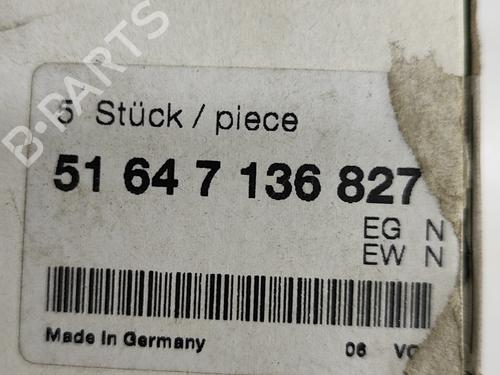 B-PARTS
5 Stück / piece
51 64 7 136 827
EG N
EW N
Made In Germany 06